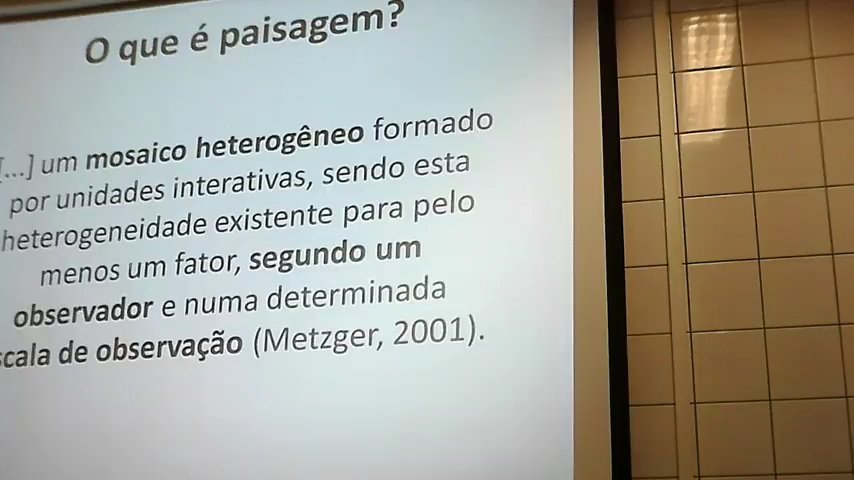 O que é paisagem?
[...] um mosaico heterogêneo formado
por unidades interativas, sendo esta
heterogeneidade existente para pelo
menos um fator, segundo um
observador e numa determinada
escala de observação (Metzger, 2001).